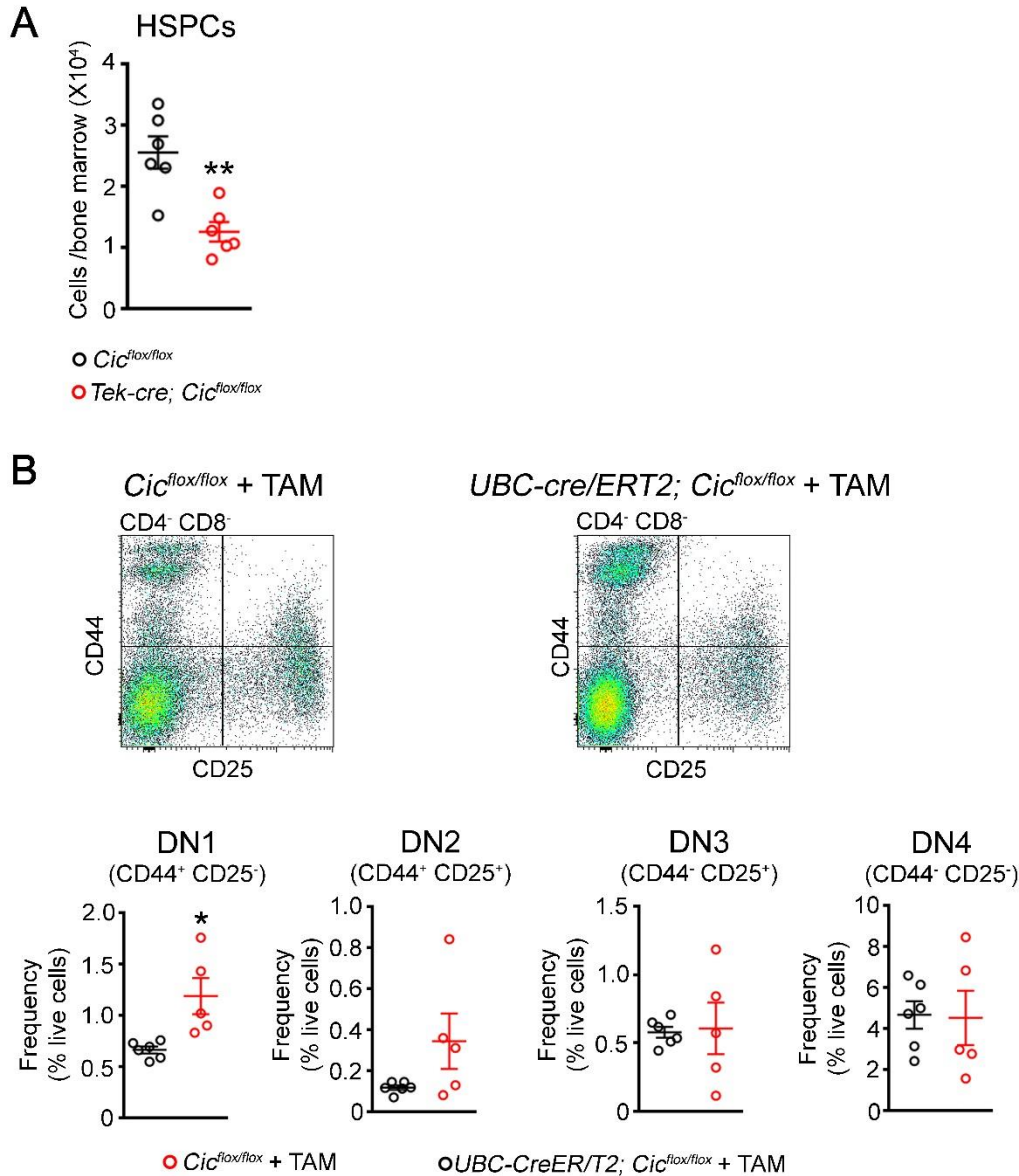 A
HSPCs
Cells /bone marrow (X10⁴)
4
3
2
1
0
**
Cic^flox/flox
Tek-cre; Cic^flox/flox
B
Cic^flox/flox + TAM
UBC-cre/ERT2; Cic^flox/flox + TAM
CD4⁻ CD8⁻
CD44
CD25
CD44
CD25
DN1
(CD44⁺ CD25⁻)
Frequency
(% live cells)
2.0
1.5
1.0
0.5
0
*
DN2
(CD44⁺ CD25⁺)
Frequency
(% live cells)
1.0
0.8
0.6
0.4
0.2
0
DN3
(CD44⁻ CD25⁺)
Frequency
(% live cells)
1.5
1.0
0.5
0
DN4
(CD44⁻ CD25⁻)
Frequency
(% live cells)
10
8
6
4
2
0
Cic^flox/flox + TAM
UBC-CreER/T2; Cic^flox/flox + TAM